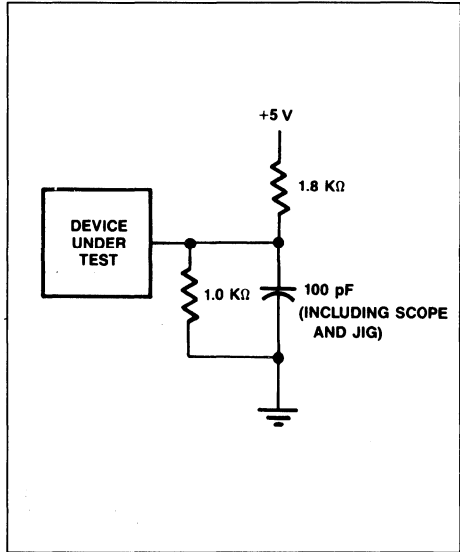 +5 V
1.8 KΩ
DEVICE
UNDER
TEST
1.0 KΩ
100 pF
(INCLUDING SCOPE
AND JIG)